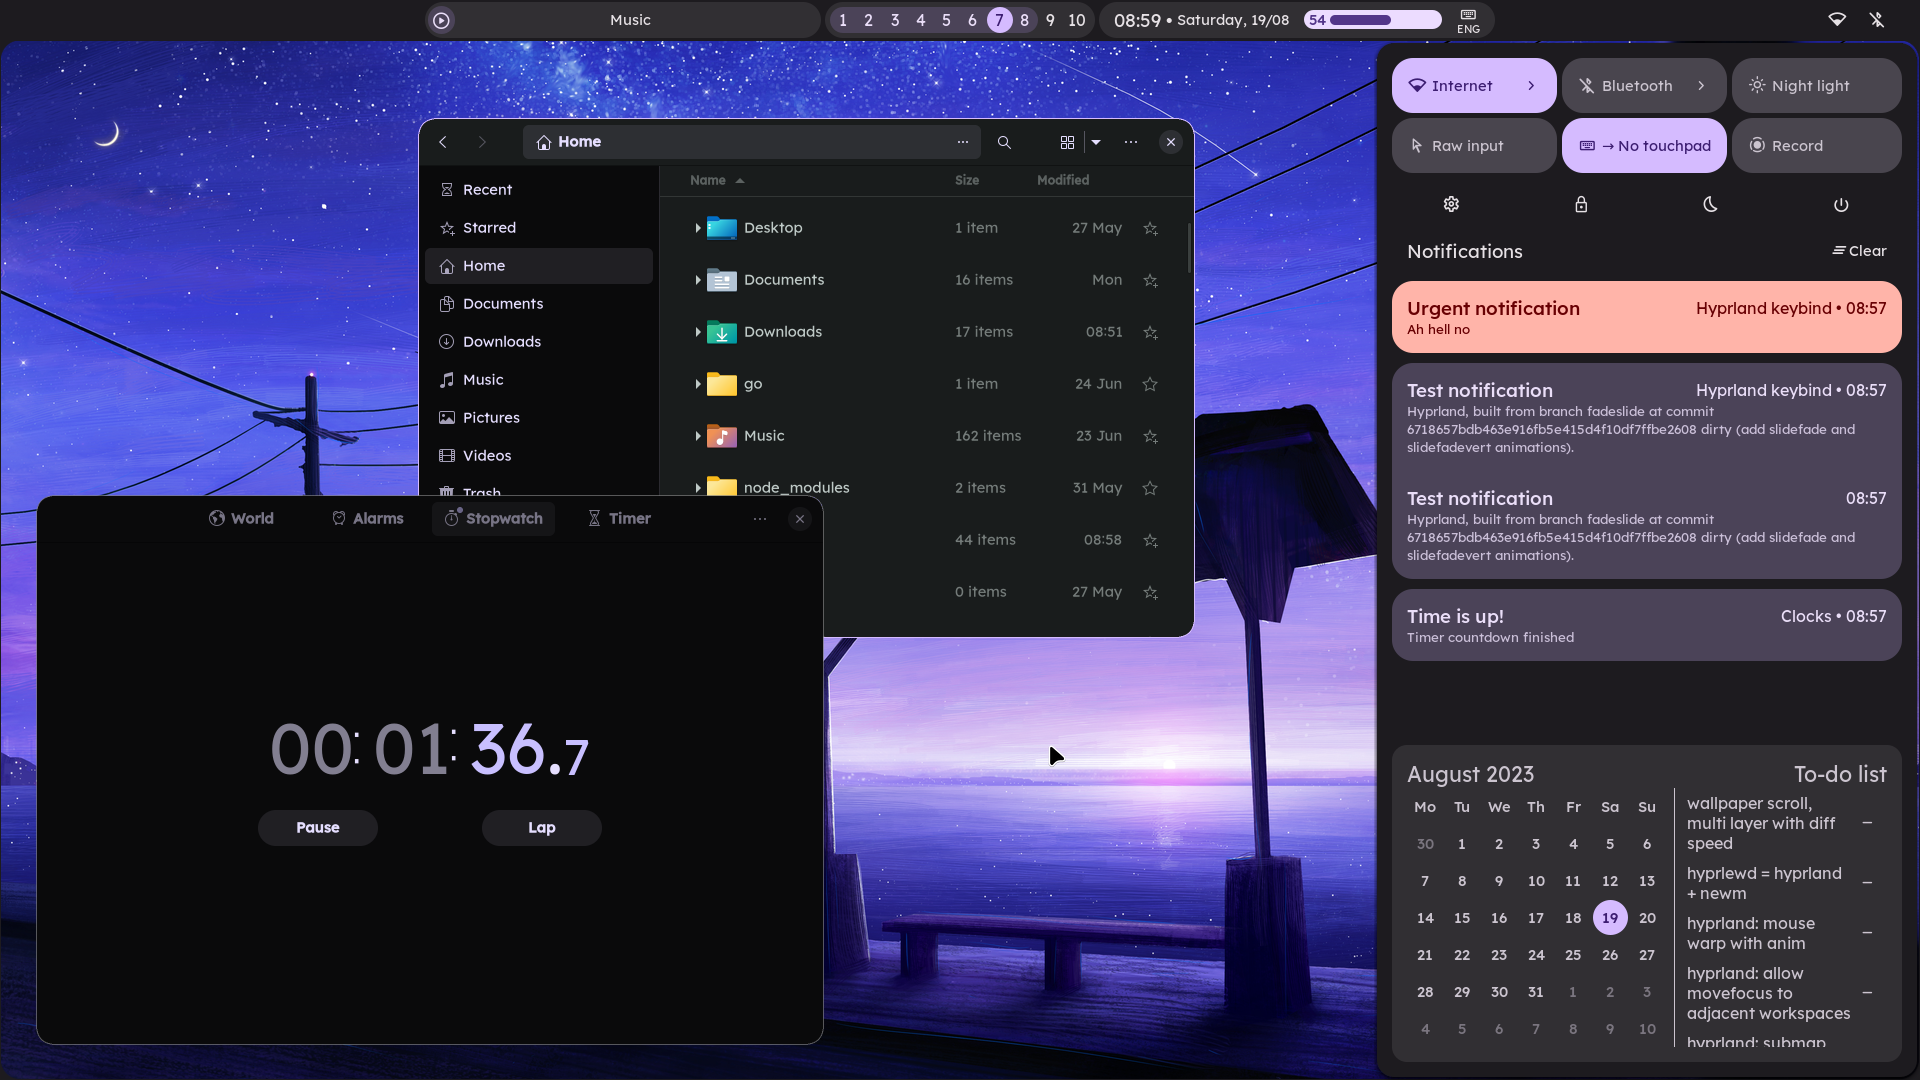 Music
1 2 3 4 5 6 7 8 9 10
08:59 • Saturday, 19/08
54
ENG
Home
Name Size Modified
Recent
Starred
Home
Documents
Downloads
Music
Pictures
Videos
Trash
Desktop 1 item 27 May
Documents 16 items Mon
Downloads 17 items 08:51
go 1 item 24 Jun
Music 162 items 23 Jun
node_modules 2 items 31 May
44 items 08:58
0 items 27 May
World Alarms Stopwatch Timer
00:01:36.7
Pause Lap
Internet Bluetooth Night light
Raw input → No touchpad Record
Notifications Clear
Urgent notification Hyprland keybind • 08:57
Ah hell no
Test notification Hyprland keybind • 08:57
Hyprland, built from branch fadeslide at commit
6718657bdb463e916fb5e415d4f10df7ffbe2608 dirty (add slidefade and
slidefadevert animations).
Test notification 08:57
Hyprland, built from branch fadeslide at commit
6718657bdb463e916fb5e415d4f10df7ffbe2608 dirty (add slidefade and
slidefadevert animations).
Time is up! Clocks • 08:57
Timer countdown finished
August 2023
Mo Tu We Th Fr Sa Su
30 1 2 3 4 5 6
7 8 9 10 11 12 13
14 15 16 17 18 19 20
21 22 23 24 25 26 27
28 29 30 31 1 2 3
4 5 6 7 8 9 10
To-do list
wallpaper scroll,
multi layer with diff
speed
hyprlewd = hyprland
+ newm
hyprland: mouse
warp with anim
hyprland: allow
movefocus to
adjacent workspaces
hyprland: submap